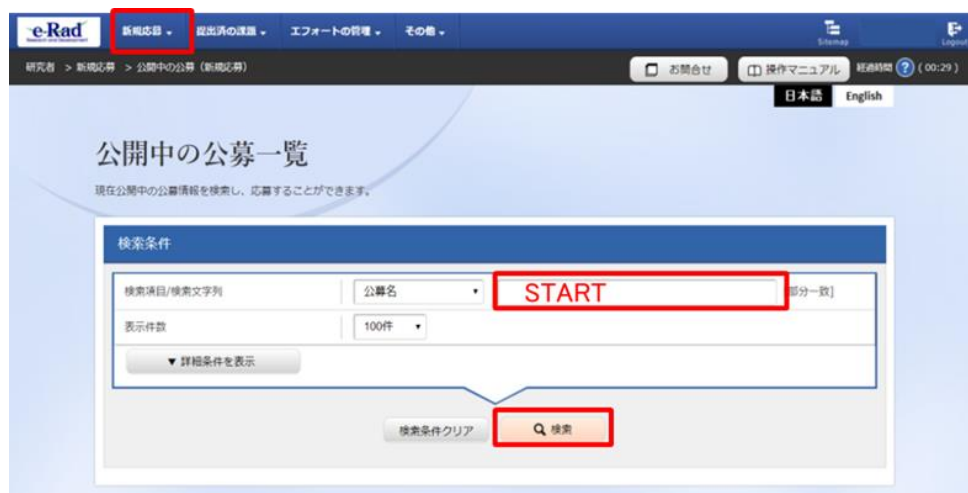 e-Rad
新規応募 提出済の課題 エフォートの管理 その他 Sitemap Logout
研究者 > 新規応募 > 公開中の公募（新規応募） お問合せ 操作マニュアル 経過時間 ? ( 00:29 )
日本語 English
公開中の公募一覧
現在公開中の公募情報を検索し、応募することができます。
検索条件
検索項目/検索文字列 公募名 START 部分一致]
表示件数 100件
▼ 詳細条件を表示
検索条件クリア 検索